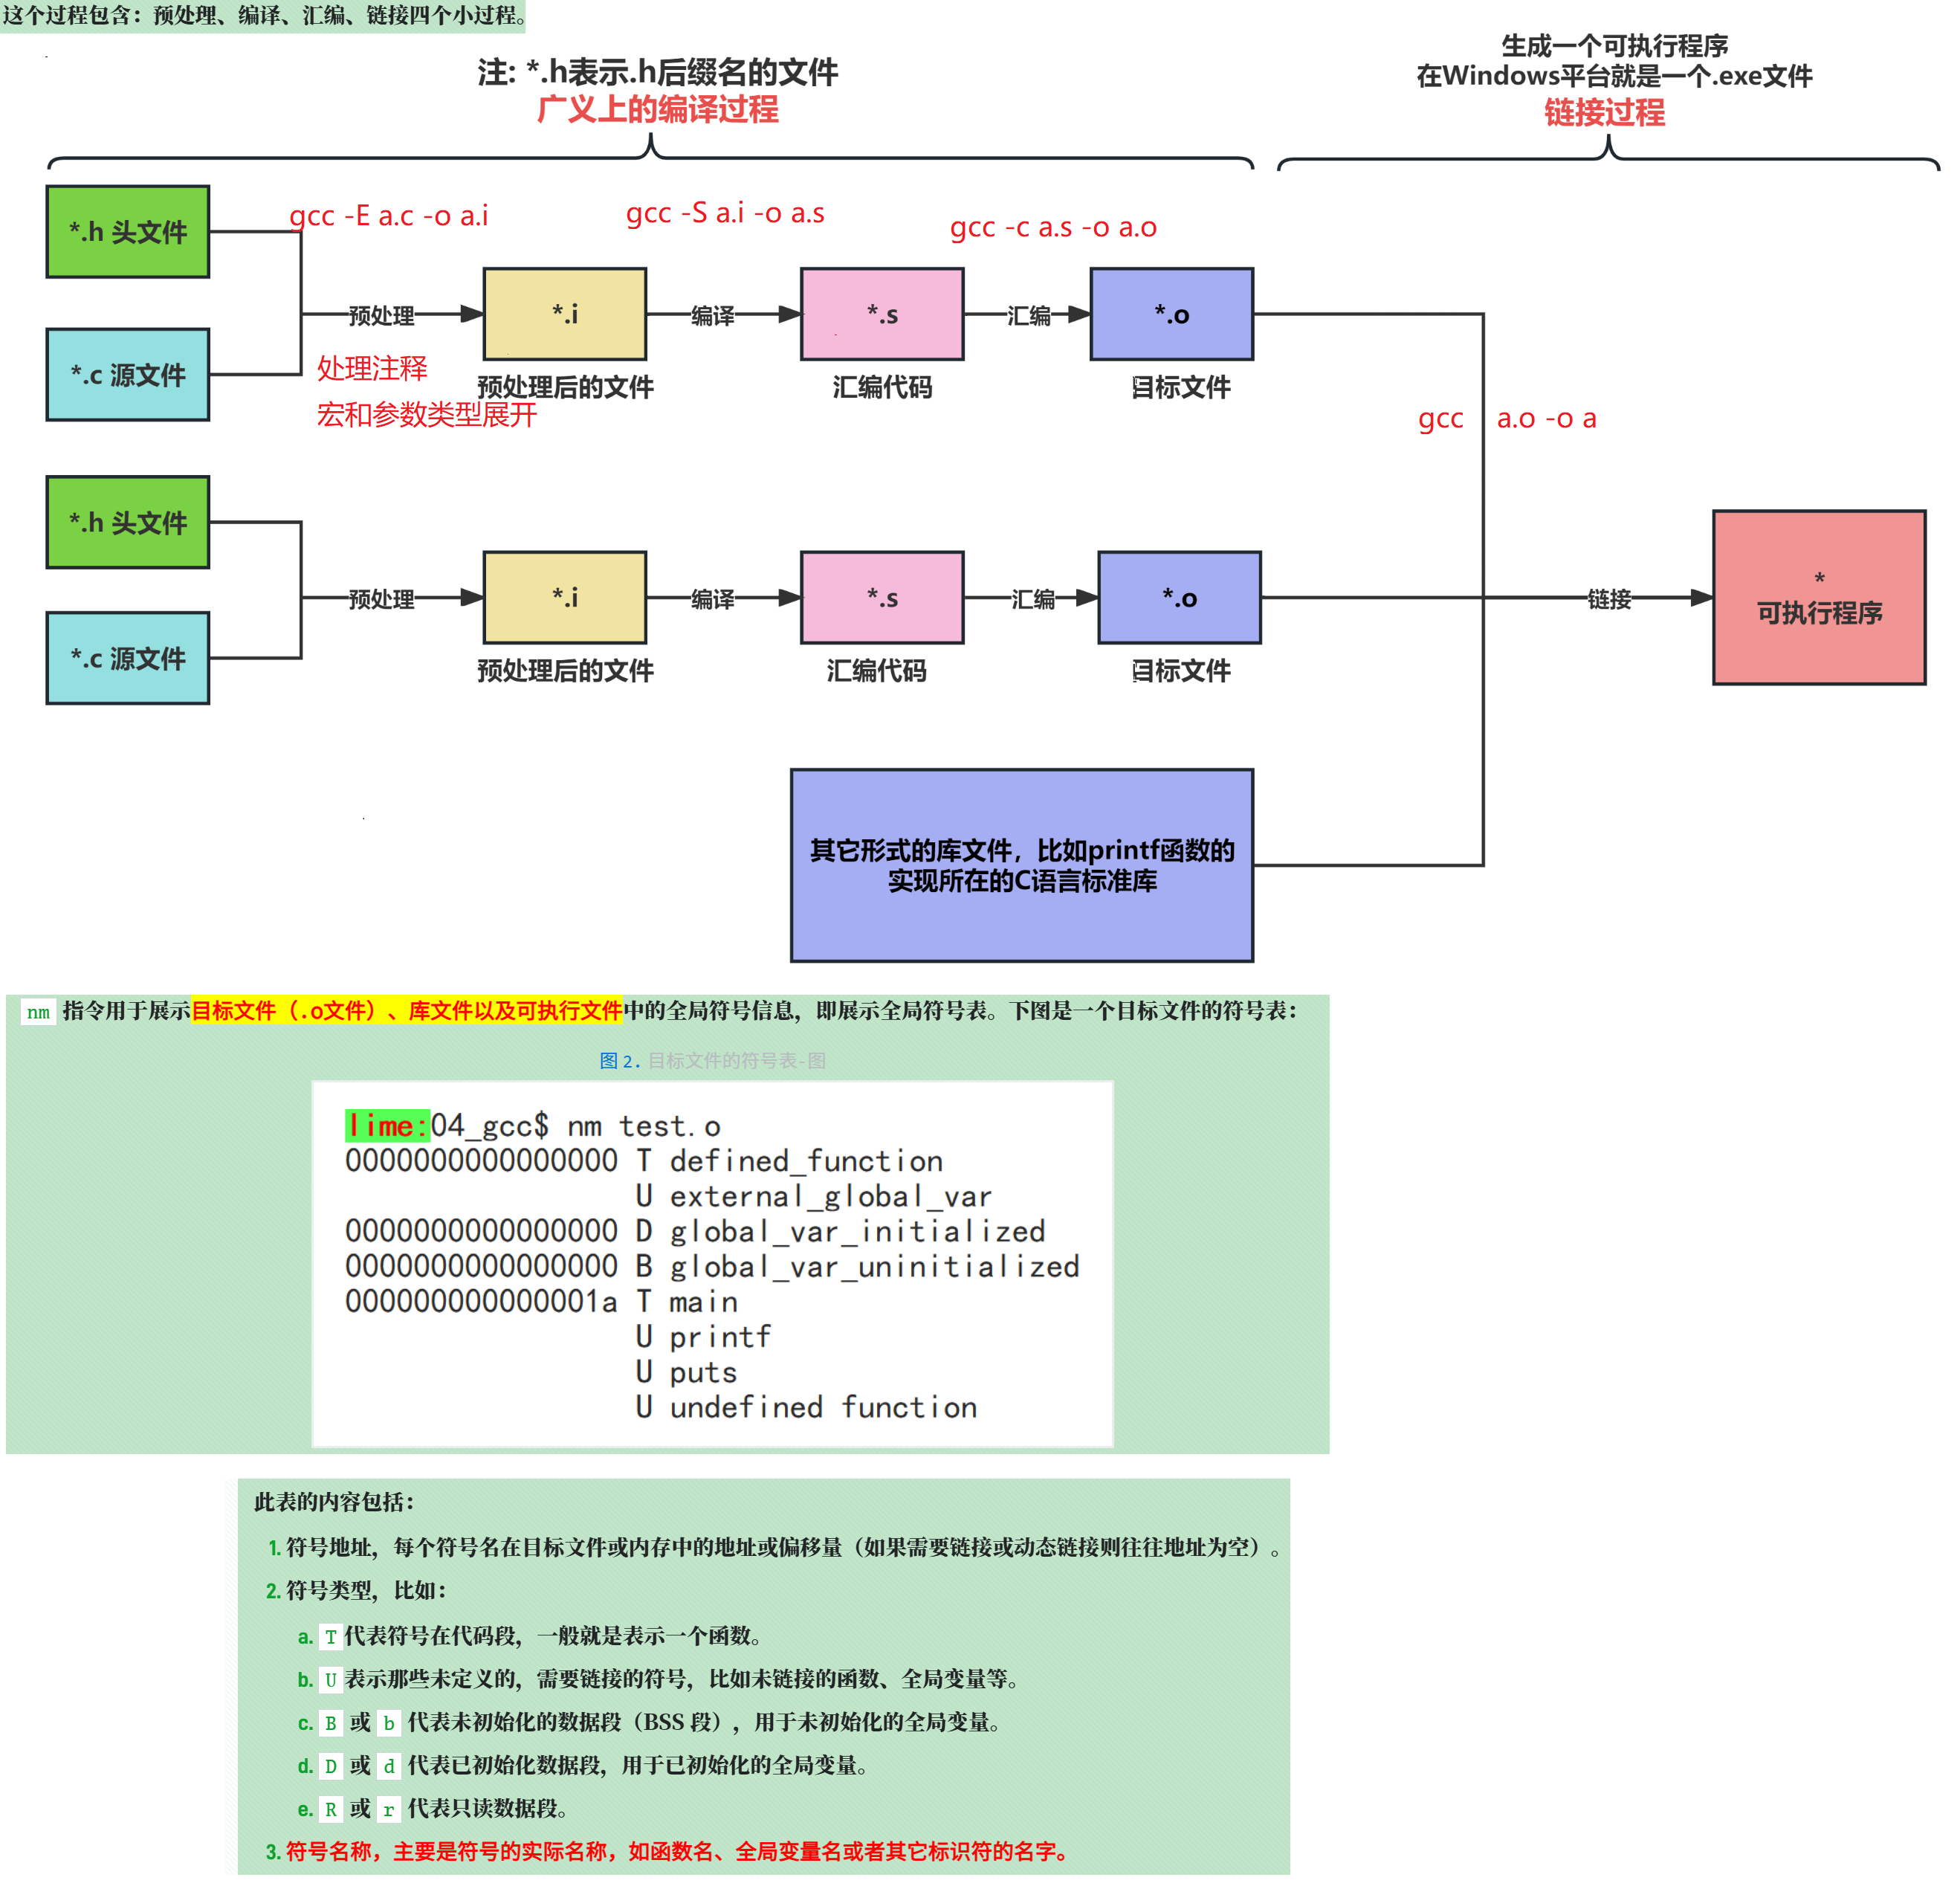 这个过程包含：预处理、编译、汇编、链接四个小过程。
生成一个可执行程序
在Windows平台就是一个.exe文件
链接过程
注: *.h表示.h后缀名的文件
广义上的编译过程
*.h 头文件
gcc -E a.c -o a.i
gcc -S a.i -o a.s
gcc -c a.s -o a.o
预处理
*.i
编译
*.s
汇编
*.o
*.c 源文件
处理注释
宏和参数类型展开
预处理后的文件
汇编代码
目标文件
gcc a.o -o a
*.h 头文件
预处理
*.i
编译
*.s
汇编
*.o
链接
*
可执行程序
*.c 源文件
预处理后的文件
汇编代码
目标文件
其它形式的库文件，比如printf函数的
实现所在的C语言标准库
nm 指令用于展示目标文件（.o文件）、库文件以及可执行文件中的全局符号信息，即展示全局符号表。下图是一个目标文件的符号表：
图 2. 目标文件的符号表-图
lime:04_gcc$ nm test.o
0000000000000000 T defined_function
U external_global_var
0000000000000000 D global_var_initialized
0000000000000000 B global_var_uninitialized
000000000000001a T main
U printf
U puts
U undefined function
此表的内容包括：
1. 符号地址，每个符号名在目标文件或内存中的地址或偏移量（如果需要链接或动态链接则往往地址为空）。
2. 符号类型，比如：
a. T 代表符号在代码段，一般就是表示一个函数。
b. U 表示那些未定义的，需要链接的符号，比如未链接的函数、全局变量等。
c. B 或 b 代表未初始化的数据段（BSS 段），用于未初始化的全局变量。
d. D 或 d 代表已初始化数据段，用于已初始化的全局变量。
e. R 或 r 代表只读数据段。
3. 符号名称，主要是符号的实际名称，如函数名、全局变量名或者其它标识符的名字。